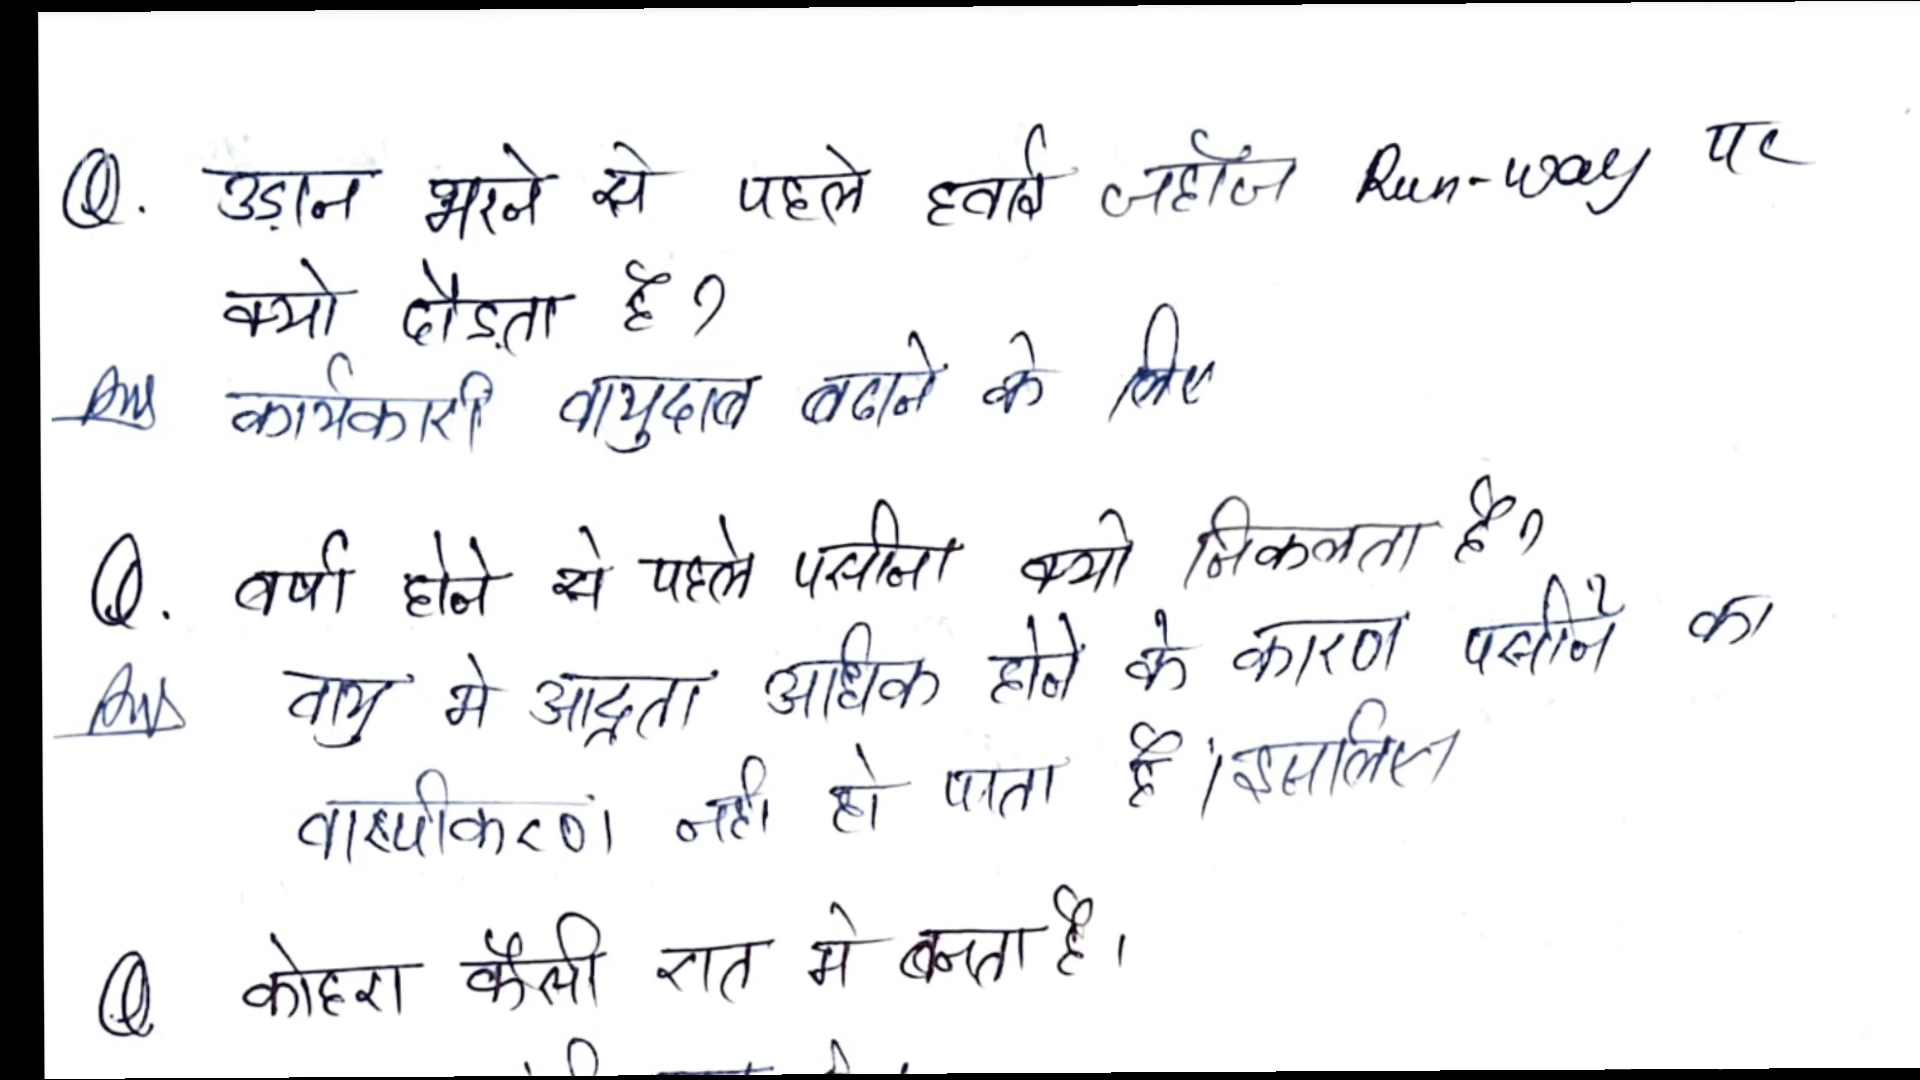 Q. उड़ान भरने से पहले हवाई जहाँज Run-way पर
क्यो दौड़ता है?
Ans कार्यकारी वायुदाब बढाने के लिए
Q. बर्षा होने से पहले पसीना क्यो निकलता है?
Ans वायु मे आद्रता अधिक होने के कारण पसीने का
वाष्पीकरण नही हो पाता है। इसलिए
Q कोहरा कैसी रात मे बनता है।